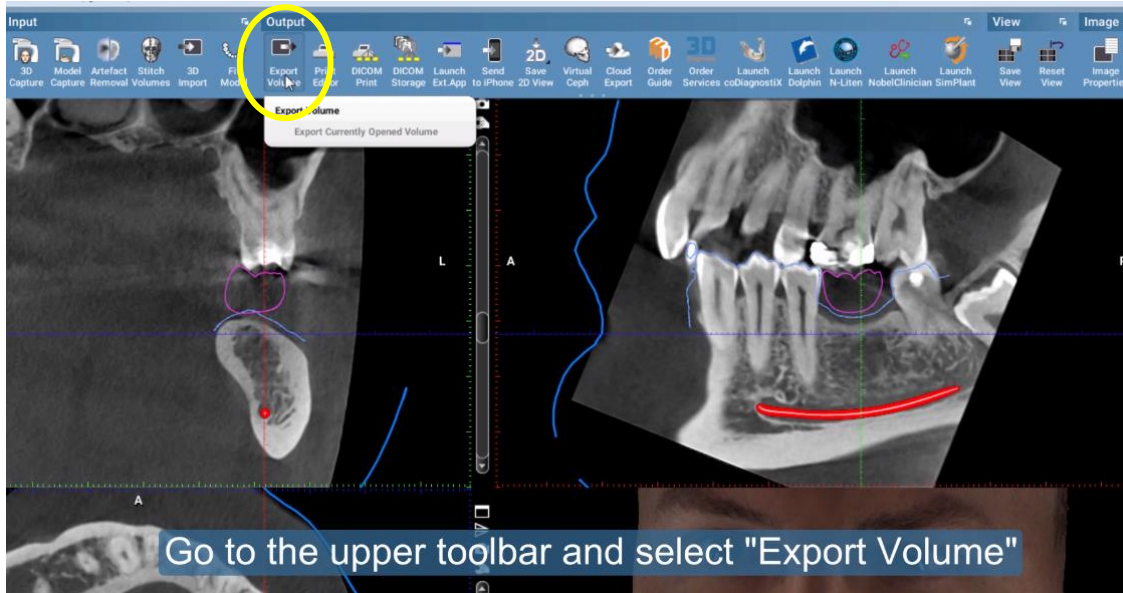 Input
Output
View
Image
3D Capture
Model Capture
Artefact Removal
Stitch Volumes
3D Import
Export Volume
Print Editor
DICOM Print
DICOM Storage
Launch Ext.App
Send to iPhone
Save 2D View
Virtual Ceph
Cloud Export
Order Guide
Order Services
Launch coDiagnostiX
Launch Dolphin
Launch N-Liten
Launch NobelClinician
Launch SimPlant
Save View
Reset View
Image
Export Volume
Export Currently Opened Volume
L
A
A
Go to the upper toolbar and select "Export Volume"